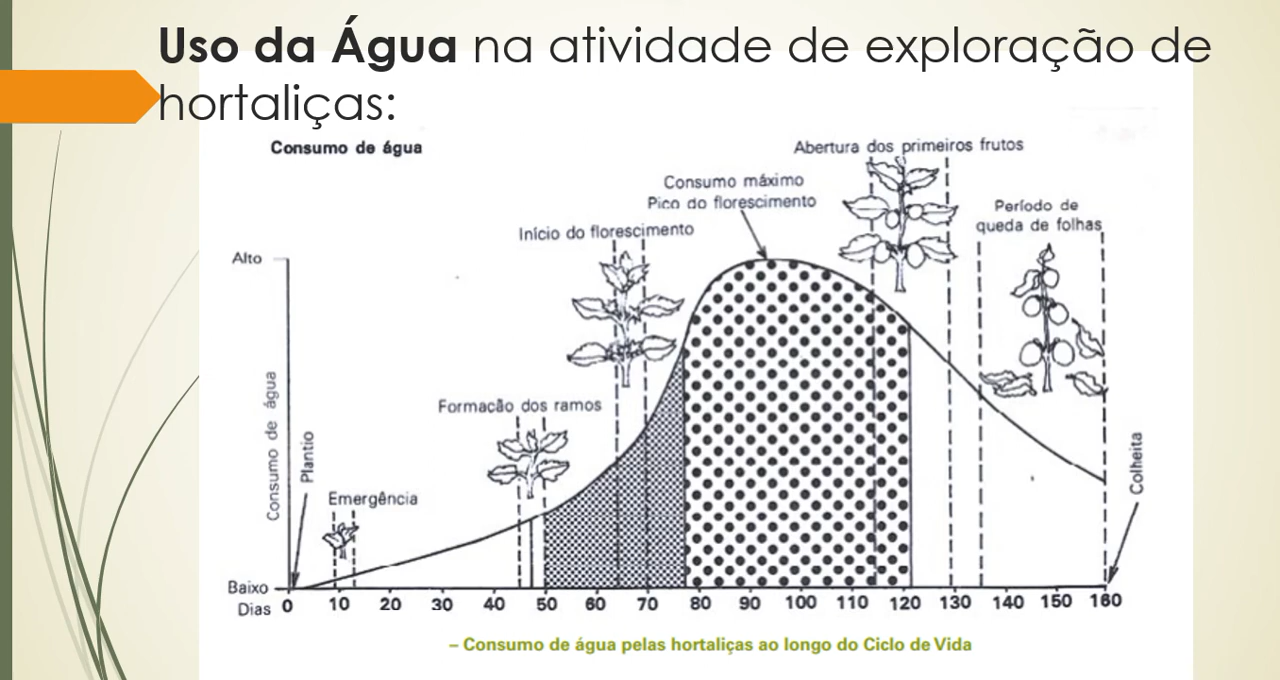 Uso da Água na atividade de exploração de
hortaliças:
Consumo de água
Abertura dos primeiros frutos
Consumo máximo
Pico do florescimento
Período de
queda de folhas
Início do florescimento
Alto
Formação dos ramos
Consumo de água
Plantio
Emergência
Colheita
Baixo
Dias 0 10 20 30 40 50 60 70 80 90 100 110 120 130 140 150 160
– Consumo de água pelas hortaliças ao longo do Ciclo de Vida